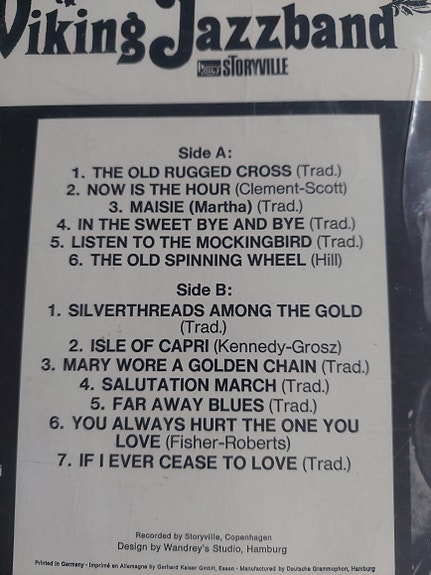 Viking Jazzband
STORYVILLE
Side A:
1. THE OLD RUGGED CROSS (Trad.)
2. NOW IS THE HOUR (Clement-Scott)
3. MAISIE (Martha) (Trad.)
4. IN THE SWEET BYE AND BYE (Trad.)
5. LISTEN TO THE MOCKINGBIRD (Trad.)
6. THE OLD SPINNING WHEEL (Hill)
Side B:
1. SILVERTHREADS AMONG THE GOLD
(Trad.)
2. ISLE OF CAPRI (Kennedy-Grosz)
3. MARY WORE A GOLDEN CHAIN (Trad.)
4. SALUTATION MARCH (Trad.)
5. FAR AWAY BLUES (Trad.)
6. YOU ALWAYS HURT THE ONE YOU
LOVE (Fisher-Roberts)
7. IF I EVER CEASE TO LOVE (Trad.)
Recorded by Storyville, Copenhagen
Design by Wandrey's Studio, Hamburg
Printed in Germany - Imprimé en Allemagne by Gerhard Kaiser GmbH, Essen - Manufactured by Deutsche Grammophon, Hamburg